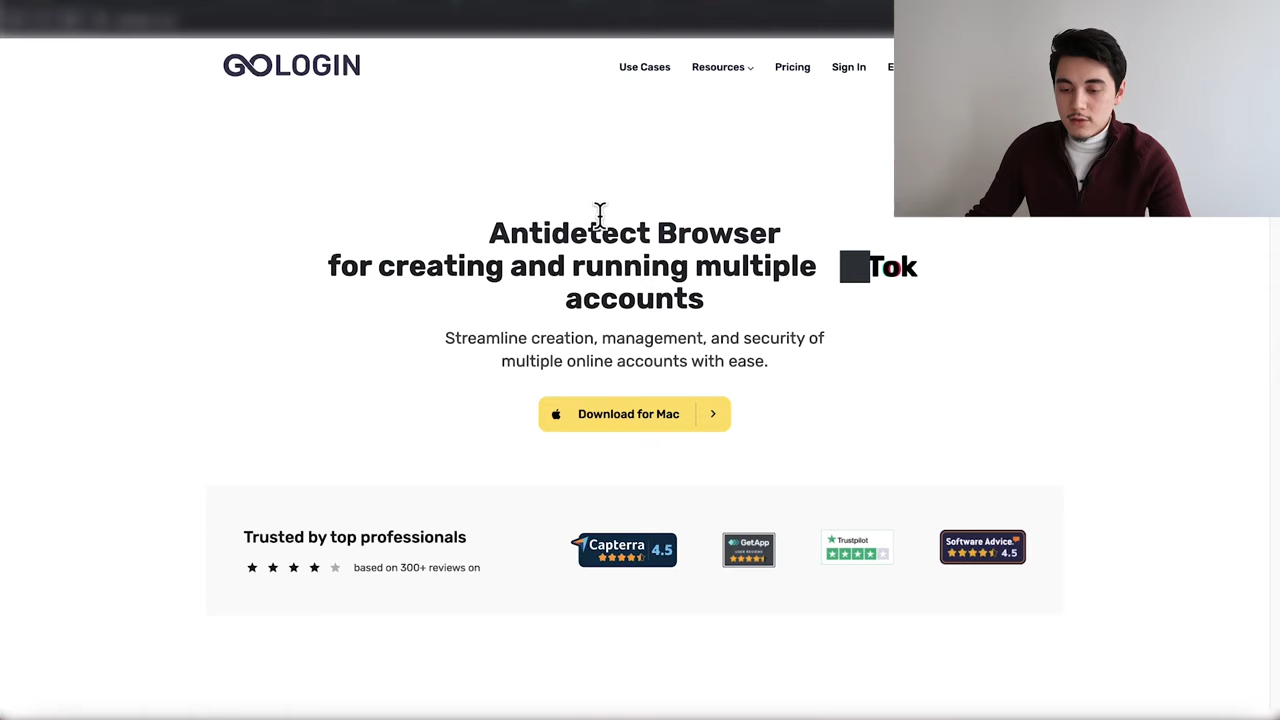 GOLOGIN
Use Cases Resources Pricing Sign In E
Antidetect Browser
for creating and running multiple Tok
accounts
Streamline creation, management, and security of
multiple online accounts with ease.
Download for Mac
Trusted by top professionals
based on 300+ reviews on
Capterra 4.5
GetApp
USER REVIEWS
Trustpilot
Software Advice.
4.5